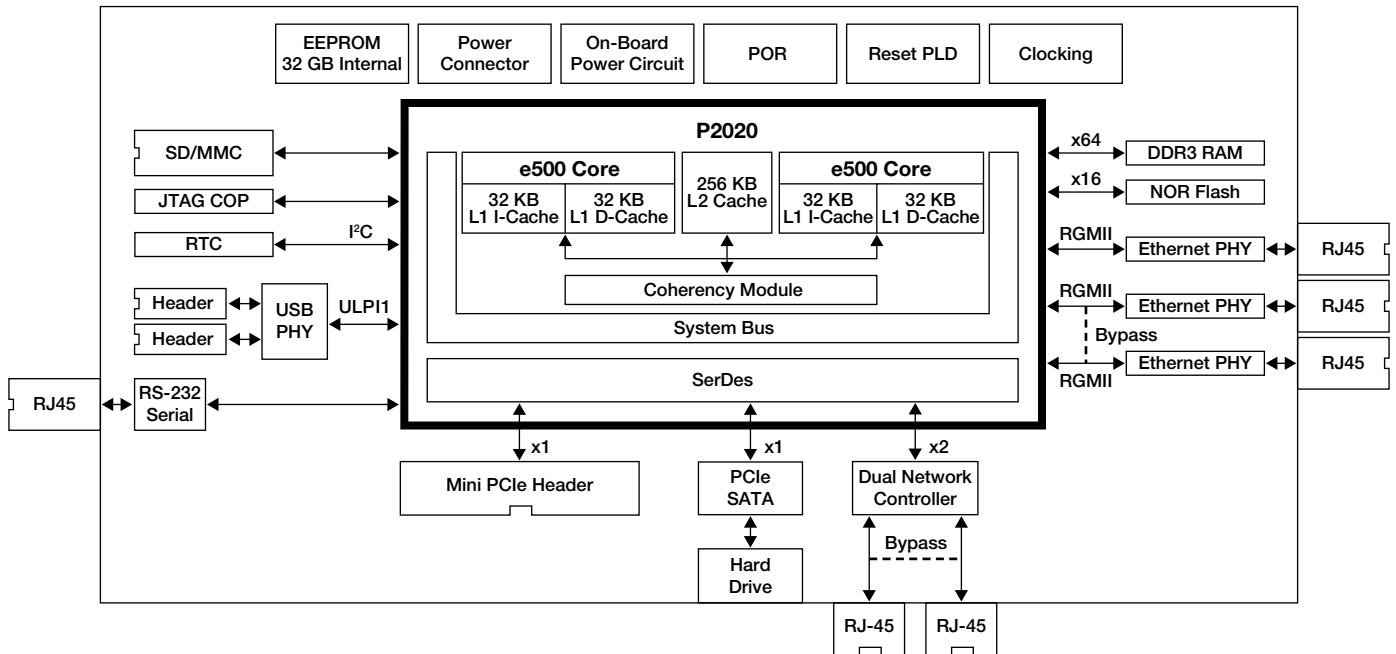 EEPROM
32 GB Internal
Power
Connector
On-Board
Power Circuit
POR
Reset PLD
Clocking
P2020
SD/MMC
JTAG COP
RTC
I²C
Header
Header
USB
PHY
ULPI1
RJ45
RS-232
Serial
e500 Core
32 KB
L1 I-Cache
32 KB
L1 D-Cache
256 KB
L2 Cache
e500 Core
32 KB
L1 I-Cache
32 KB
L1 D-Cache
Coherency Module
System Bus
SerDes
x64
DDR3 RAM
x16
NOR Flash
RGMII
Ethernet PHY
RJ45
RGMII
Ethernet PHY
RJ45
Bypass
RGMII
Ethernet PHY
RJ45
x1
Mini PCIe Header
x1
PCIe
SATA
Hard
Drive
x2
Dual Network
Controller
Bypass
RJ-45
RJ-45